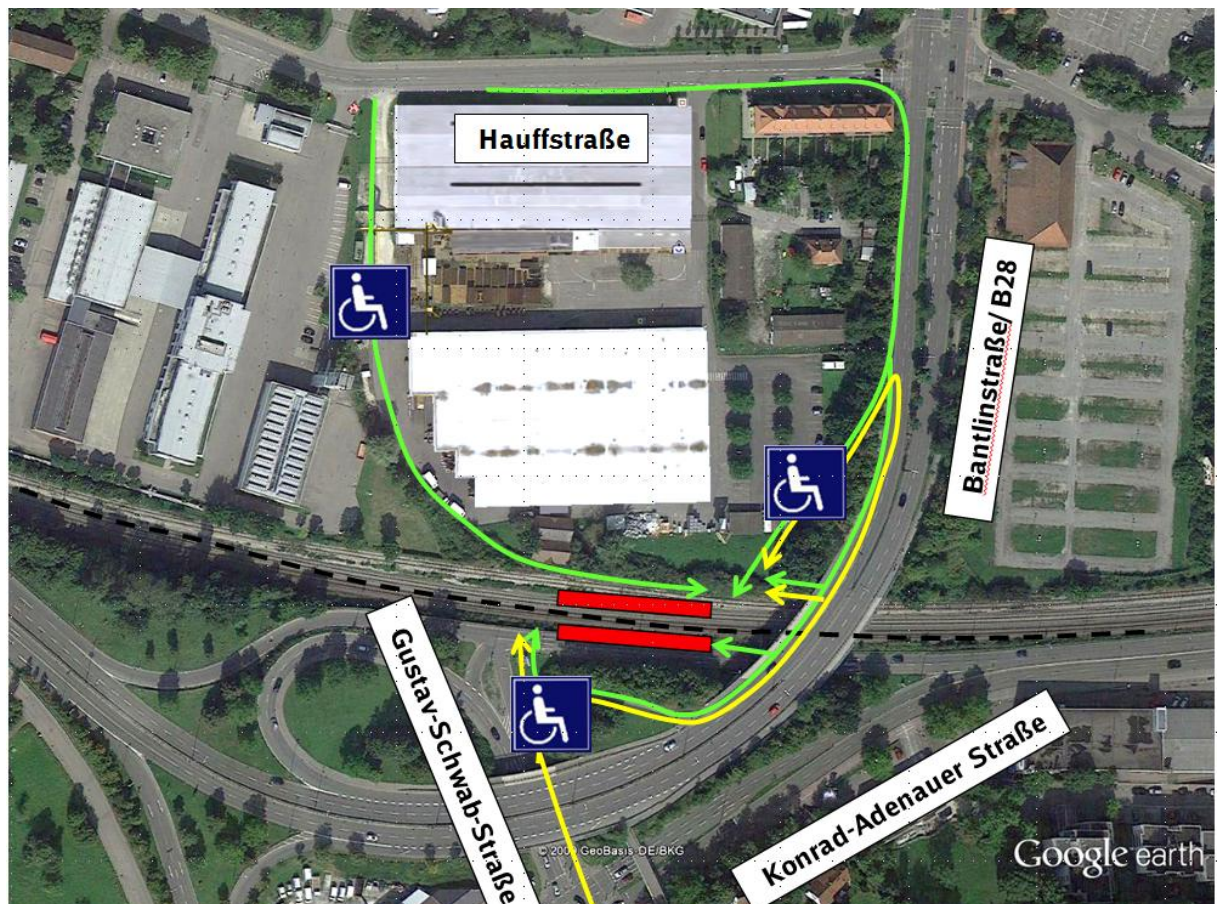 Hauffstraße
Bantlinstraße/ B28
Gustav-Schwab-Straße
Konrad-Adenauer Straße
© 2009 GeoBasis-DE/BKG
Google earth